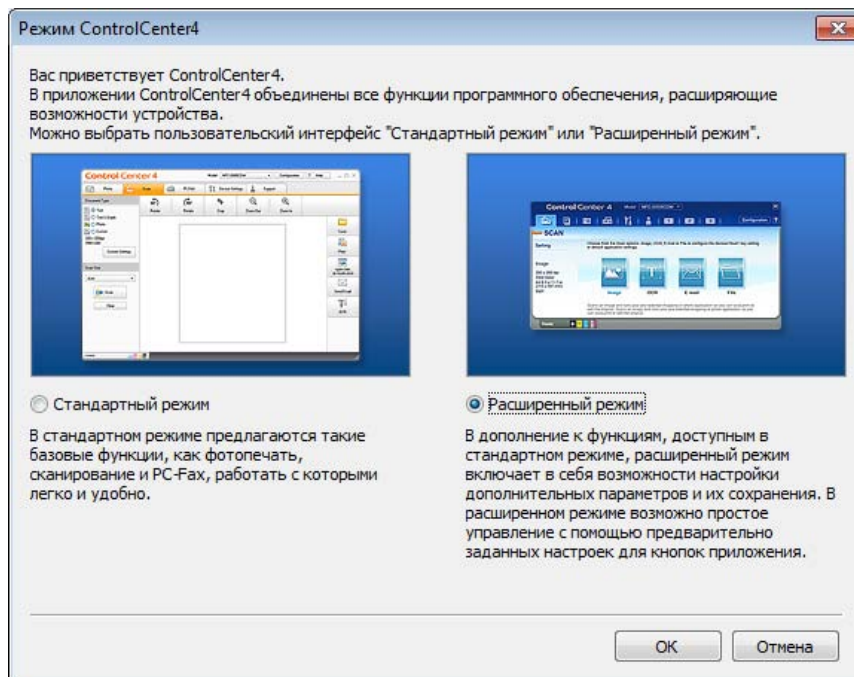 Режим ControlCenter4
Вас приветствует ControlCenter4.
В приложении ControlCenter4 объединены все функции программного обеспечения, расширяющие
возможности устройства.
Можно выбрать пользовательский интерфейс "Стандартный режим" или "Расширенный режим".
Control Center 4
Control Center 4
SCAN
Стандартный режим
В стандартном режиме предлагаются такие
базовые функции, как фотопечать,
сканирование и PC-Fax, работать с которыми
легко и удобно.
Расширенный режим
В дополнение к функциям, доступным в
стандартном режиме, расширенный режим
включает в себя возможности настройки
дополнительных параметров и их сохранения. В
расширенном режиме возможно простое
управление с помощью предварительно
заданных настроек для кнопок приложения.
ОК
Отмена